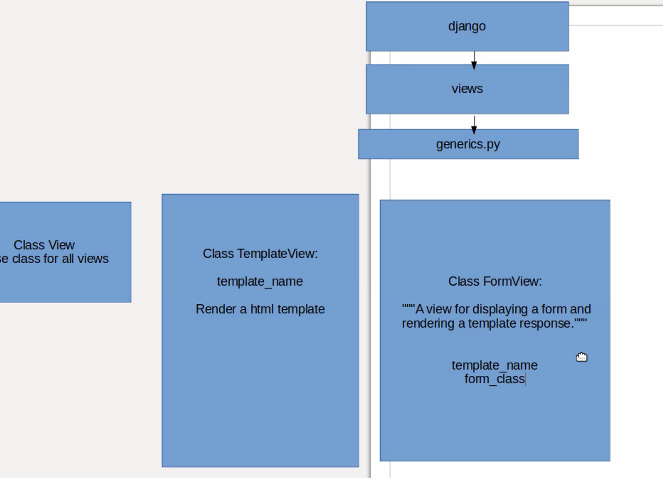 django
views
generics.py
Class View
se class for all views
Class TemplateView:
template_name
Render a html template
Class FormView:
"""A view for displaying a form and
rendering a template response."""
template_name
form_class